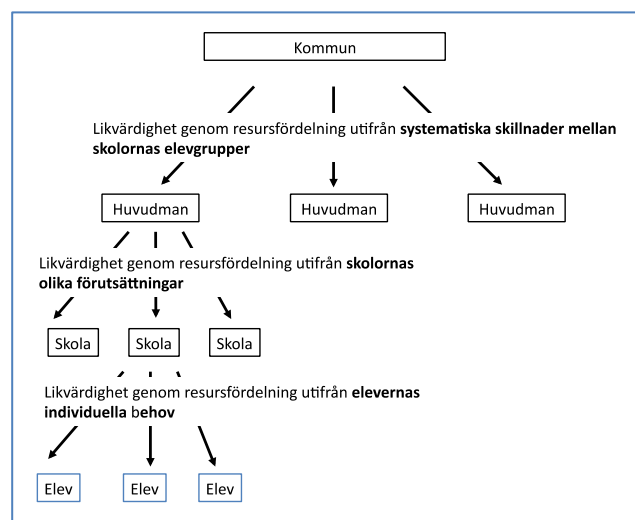 Kommun
Likvärdighet genom resursfördelning utifrån systematiska skillnader mellan
skolornas elevgrupper
Huvudman Huvudman Huvudman
Likvärdighet genom resursfördelning utifrån skolornas
olika förutsättningar
Skola Skola Skola
Likvärdighet genom resursfördelning utifrån elevernas
individuella behov
Elev Elev Elev